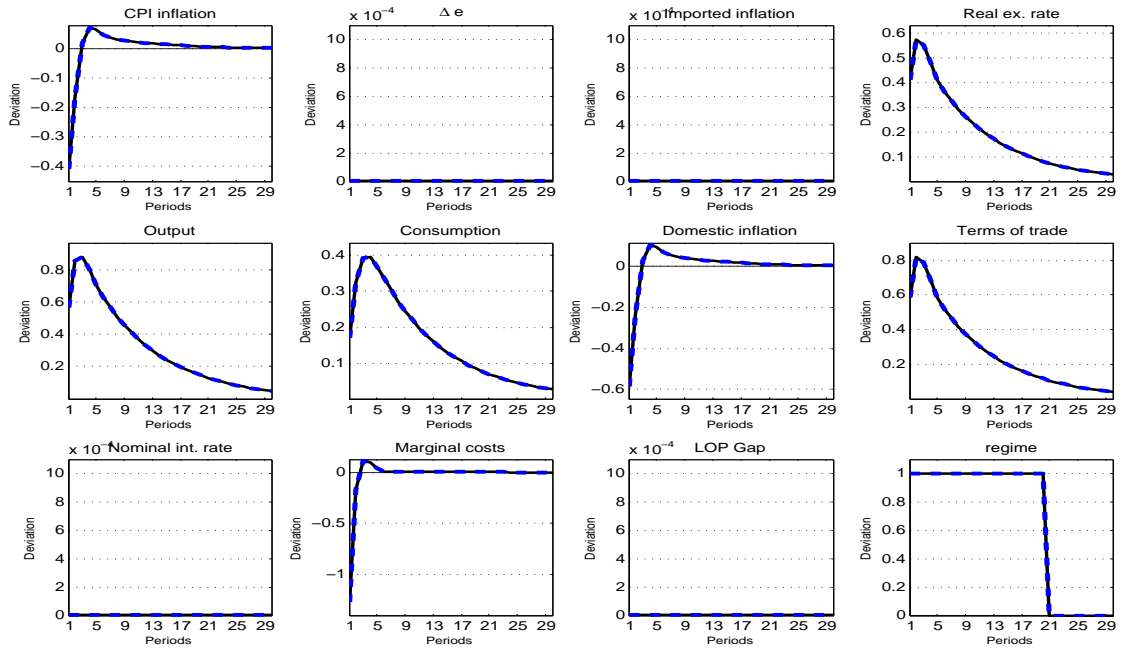 CPI inflation
Deviation
0
−0.1
−0.2
−0.3
−0.4
1 5 9 13 17 21 25 29
Periods
x 10−4
Δ e
Deviation
10
8
6
4
2
0
1 5 9 13 17 21 25 29
Periods
x 10−4
Imported inflation
Deviation
10
8
6
4
2
0
1 5 9 13 17 21 25 29
Periods
Real ex. rate
Deviation
0.6
0.5
0.4
0.3
0.2
0.1
1 5 9 13 17 21 25 29
Periods
Output
Deviation
0.8
0.6
0.4
0.2
1 5 9 13 17 21 25 29
Periods
Consumption
Deviation
0.4
0.3
0.2
0.1
1 5 9 13 17 21 25 29
Periods
Domestic inflation
Deviation
0
−0.2
−0.4
−0.6
1 5 9 13 17 21 25 29
Periods
Terms of trade
Deviation
0.8
0.6
0.4
0.2
1 5 9 13 17 21 25 29
Periods
x 10−4
Nominal int. rate
Deviation
10
8
6
4
2
0
1 5 9 13 17 21 25 29
Periods
Marginal costs
Deviation
0
−0.5
−1
1 5 9 13 17 21 25 29
Periods
x 10−4
LOP Gap
Deviation
10
8
6
4
2
0
1 5 9 13 17 21 25 29
Periods
regime
Deviation
1
0.8
0.6
0.4
0.2
0
1 5 9 13 17 21 25 29
Periods